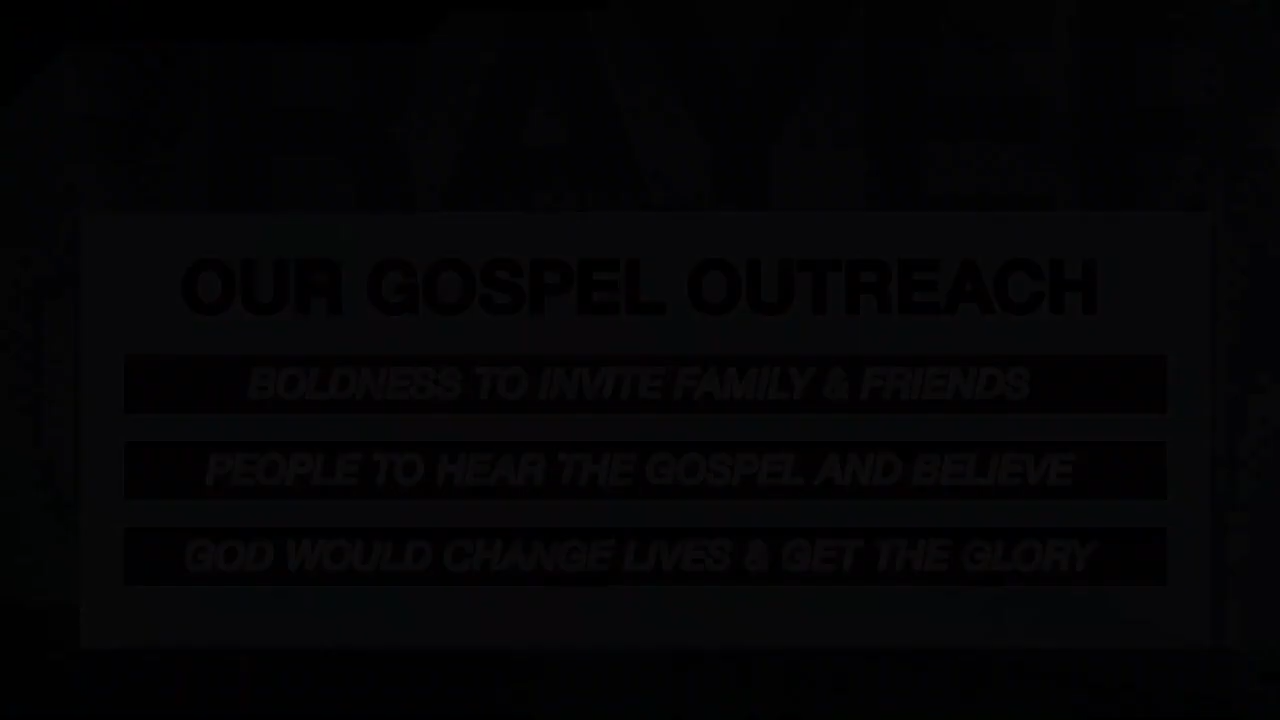 OUR GOSPEL OUTREACH
BOLDNESS TO INVITE FAMILY & FRIENDS
PEOPLE TO HEAR THE GOSPEL AND BELIEVE
GOD WOULD CHANGE LIVES & GET THE GLORY